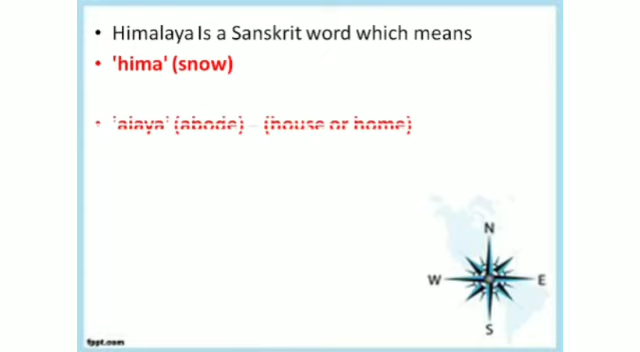 • Himalaya Is a Sanskrit word which means
• 'hima' (snow)
• 'alaya' (abode) – (house or home)
N
W E
S
fppt.com